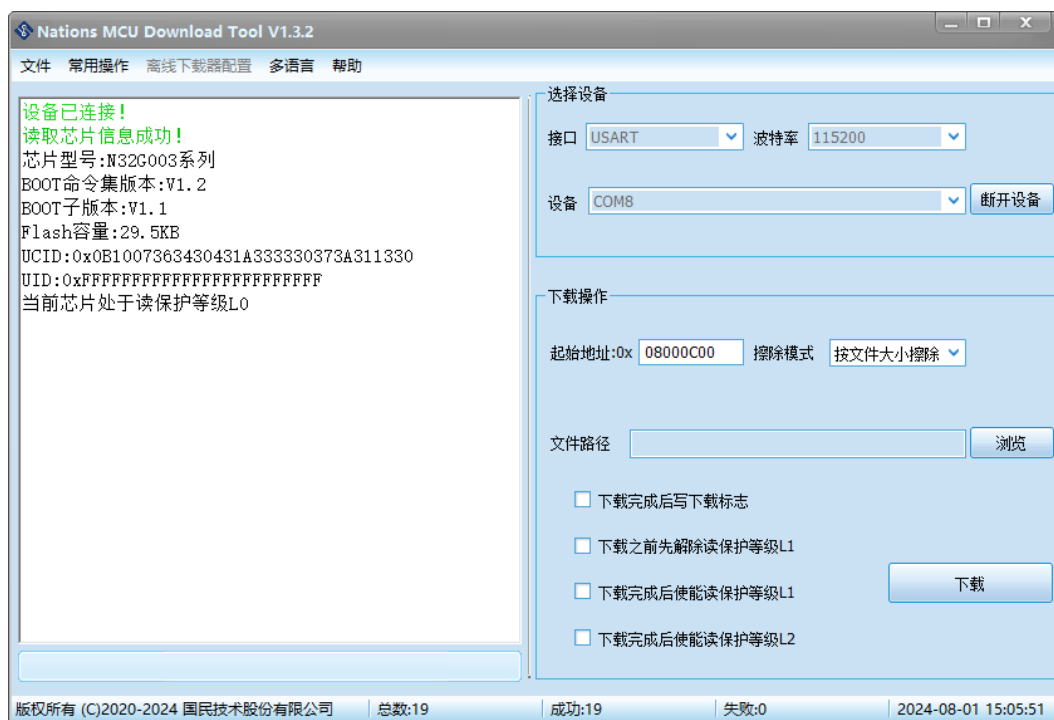 Nations MCU Download Tool V1.3.2
文件 常用操作 离线下载器配置 多语言 帮助
设备已连接!
读取芯片信息成功!
芯片型号:N32G003系列
BOOT命令集版本:V1.2
BOOT子版本:V1.1
Flash容量:29.5KB
UCID:0x0B1007363430431A333330373A311330
UID:0xFFFFFFFFFFFFFFFFFFFFFFFF
当前芯片处于读保护等级L0
选择设备
接口 USART 波特率 115200
设备 COM8 断开设备
下载操作
起始地址:0x 08000C00 擦除模式 按文件大小擦除
文件路径 浏览
下载完成后写下载标志
下载之前先解除读保护等级L1
下载完成后使能读保护等级L1
下载
下载完成后使能读保护等级L2
版权所有 (C)2020-2024 国民技术股份有限公司 总数:19 成功:19 失败:0 2024-08-01 15:05:51